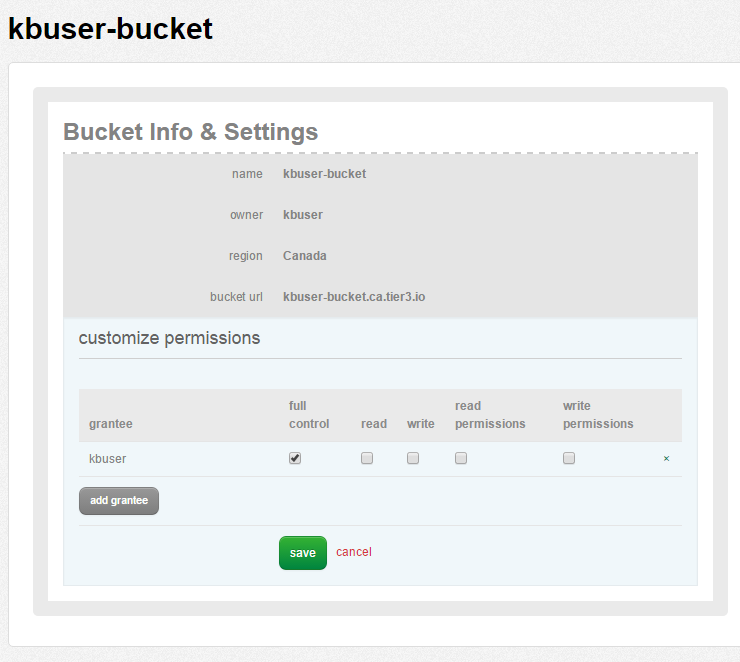 kbuser-bucket
Bucket Info & Settings
name kbuser-bucket
owner kbuser
region Canada
bucket url kbuser-bucket.ca.tier3.io
customize permissions
grantee full control read write read permissions write permissions
kbuser ×
add grantee
save cancel